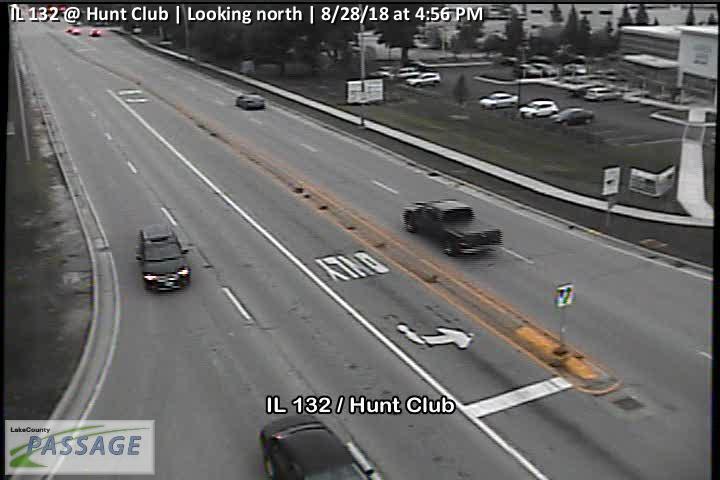 IL 132 @ Hunt Club | Looking north | 8/28/18 at 4:56 PM
ONLY
IL 132 / Hunt Club
LakeCounty
PASSAGE